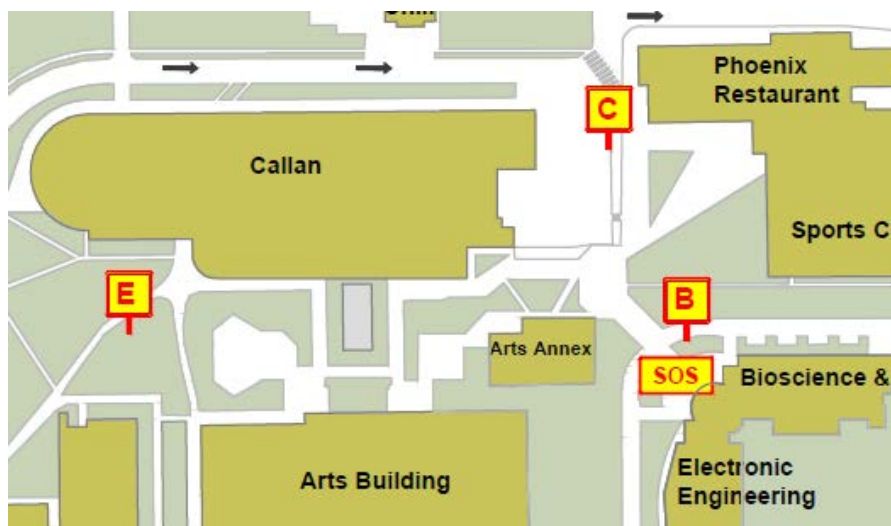 Phoenix
Restaurant
C
Callan
Sports C
E
B
Arts Annex
SOS
Bioscience &
Arts Building
Electronic
Engineering